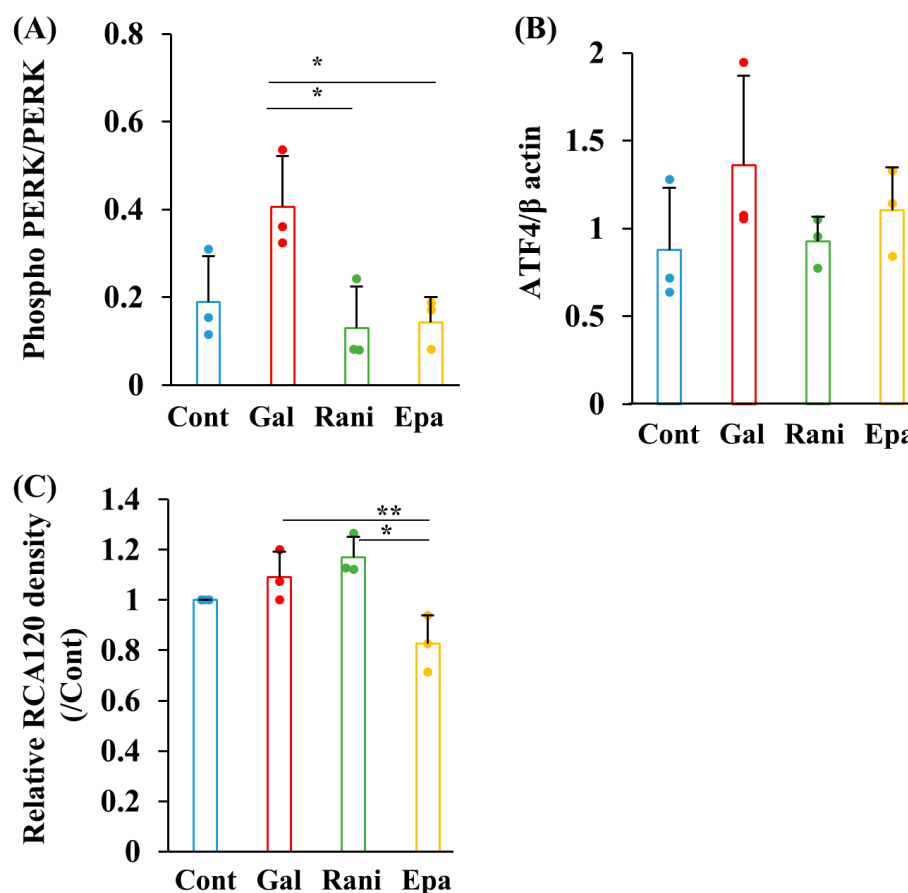 (A)
Phospho PERK/PERK
0.8
0.6
0.4
0.2
0
*
*
Cont Gal Rani Epa
(B)
ATF4/β actin
2
1.5
1
0.5
0
Cont Gal Rani Epa
(C)
Relative RCA120 density
(/Cont)
1.4
1.2
1
0.8
0.6
0.4
0.2
0
**
*
Cont Gal Rani Epa